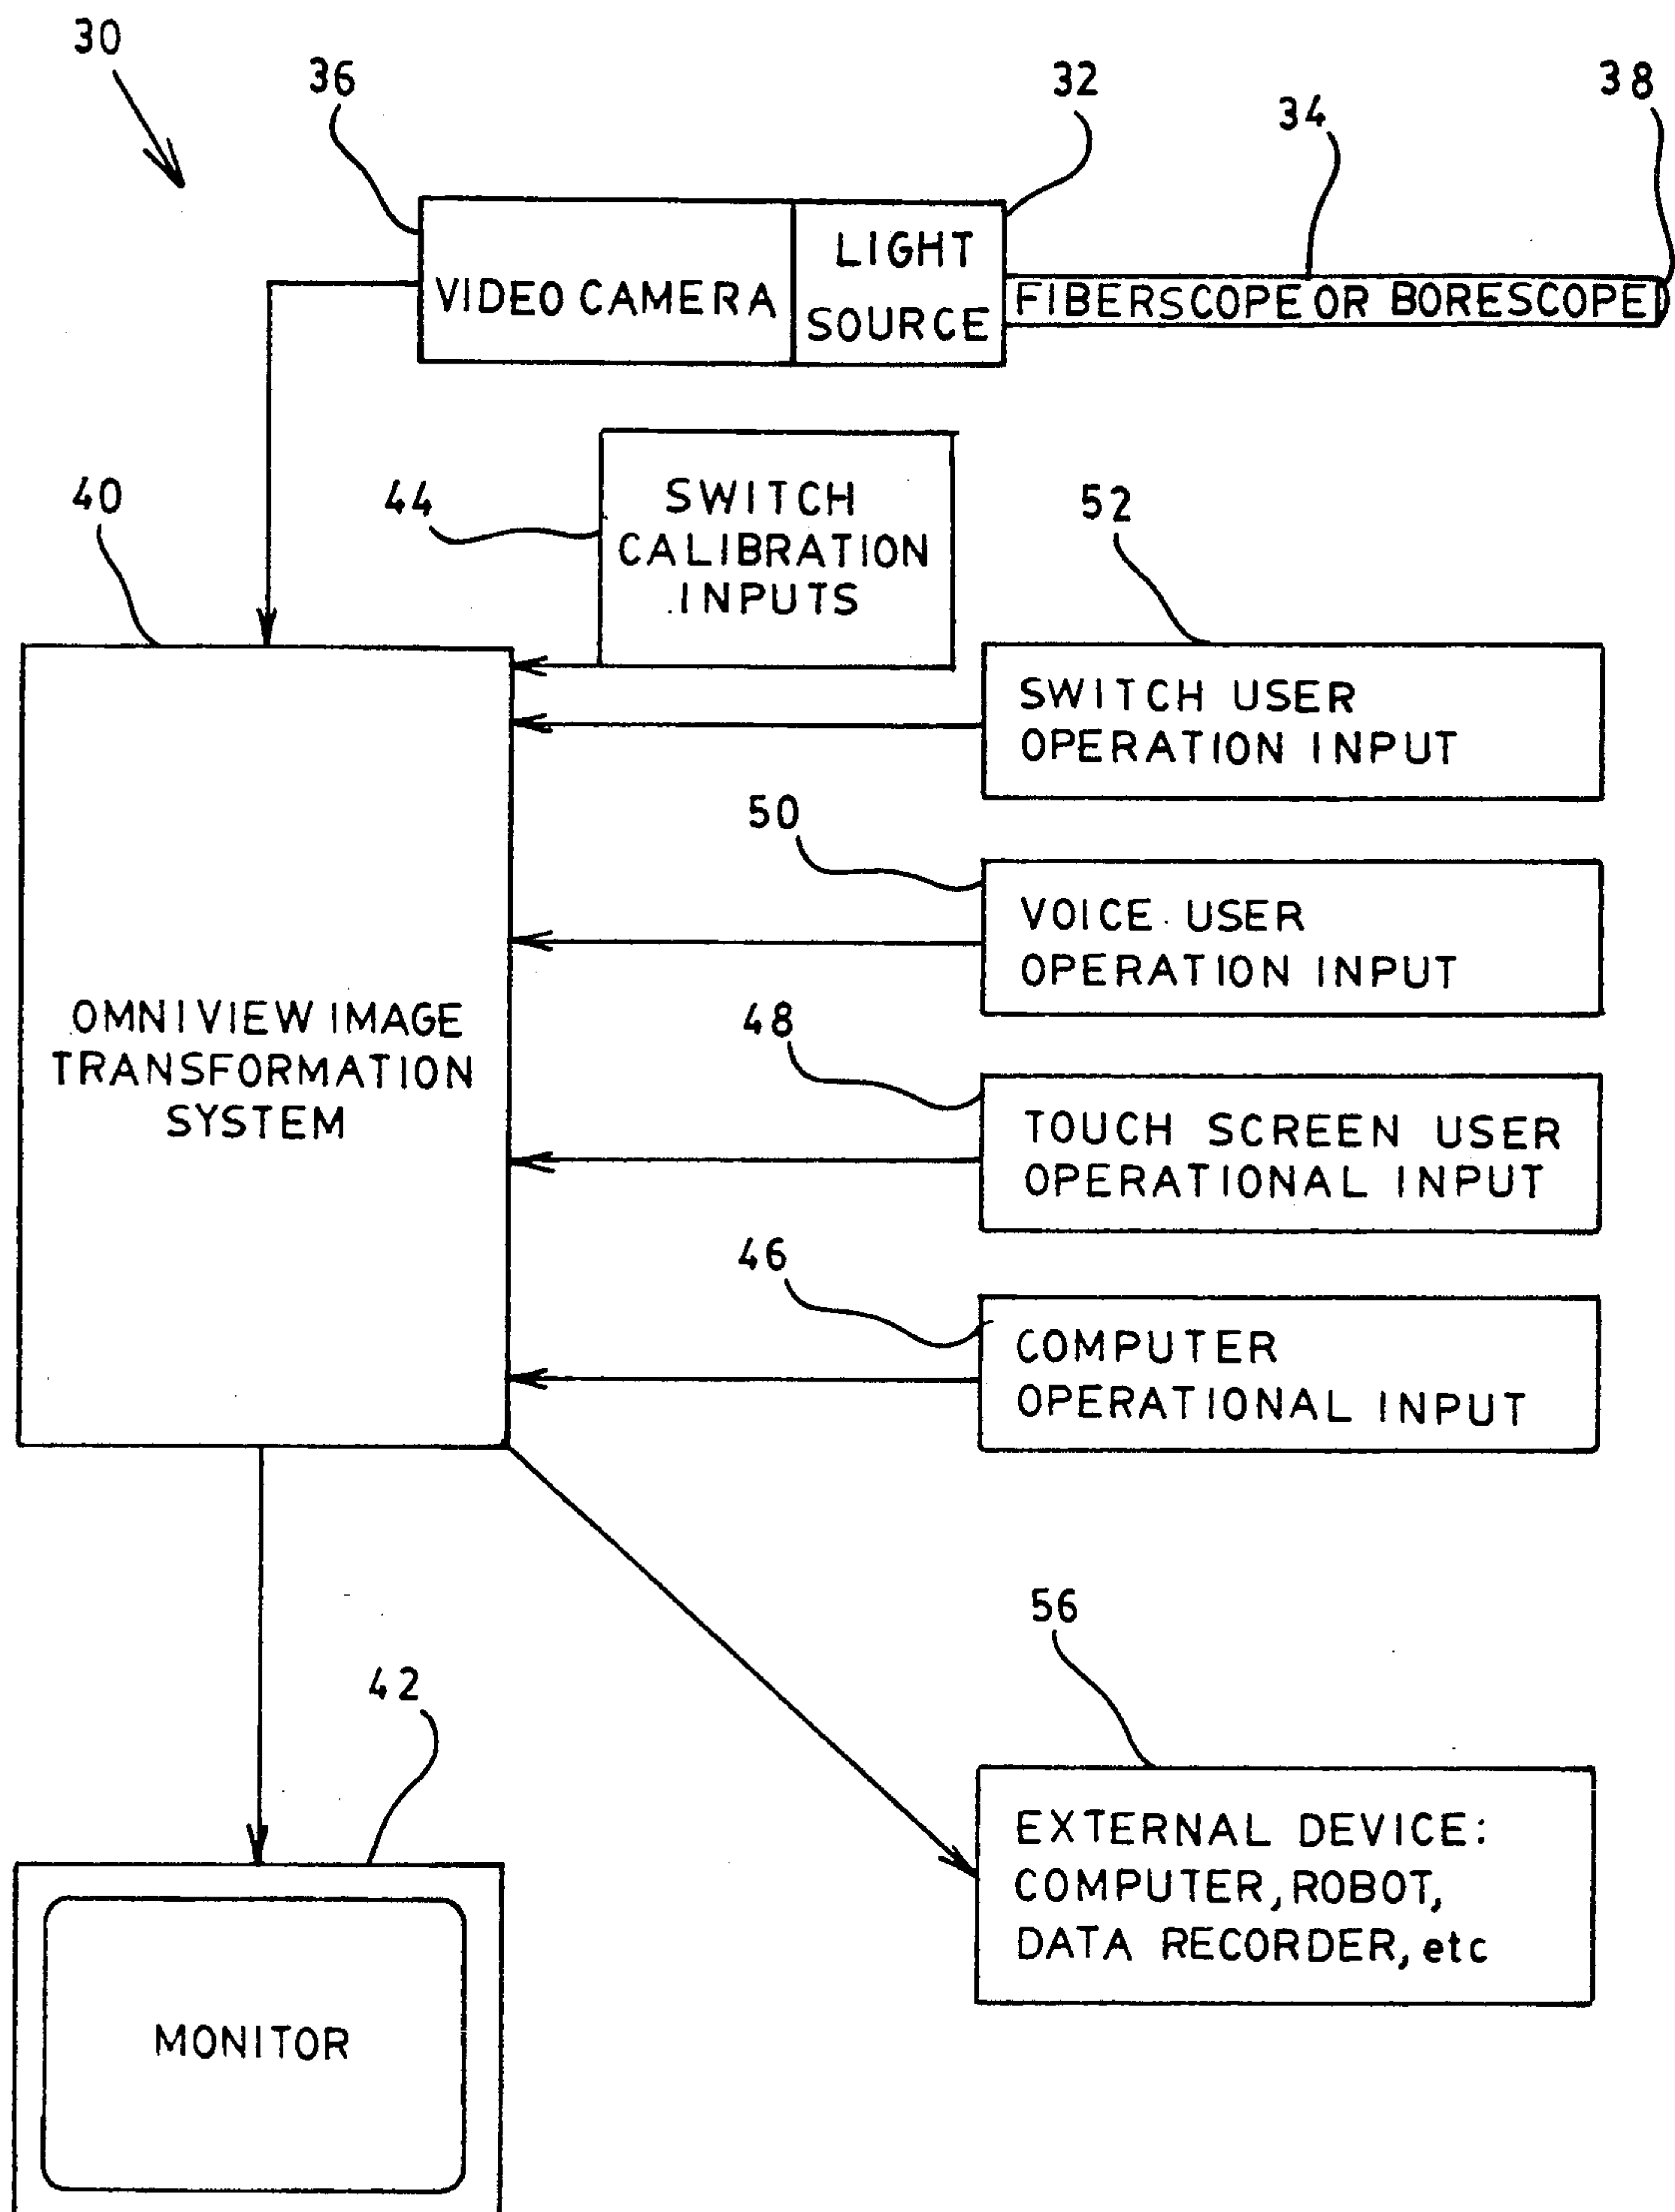 30
36
32
34
38
VIDEO CAMERA
LIGHT
SOURCE
FIBERSCOPE OR BORESCOPE
40
44
SWITCH
CALIBRATION
INPUTS
52
SWITCH USER
OPERATION INPUT
50
VOICE USER
OPERATION INPUT
OMNIVIEW IMAGE
TRANSFORMATION
SYSTEM
48
TOUCH SCREEN USER
OPERATIONAL INPUT
46
COMPUTER
OPERATIONAL INPUT
56
42
EXTERNAL DEVICE:
COMPUTER, ROBOT,
DATA RECORDER, etc
MONITOR